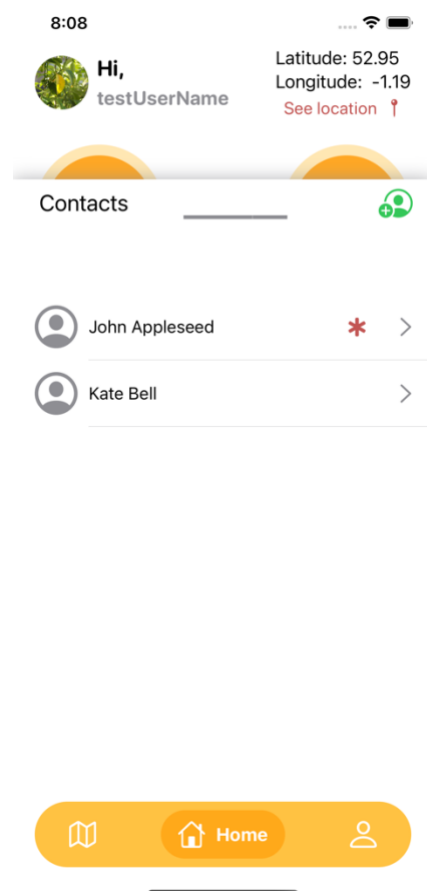 8:08
Hi,
testUserName
Latitude: 52.95
Longitude: -1.19
See location
Contacts
John Appleseed
Kate Bell
Home